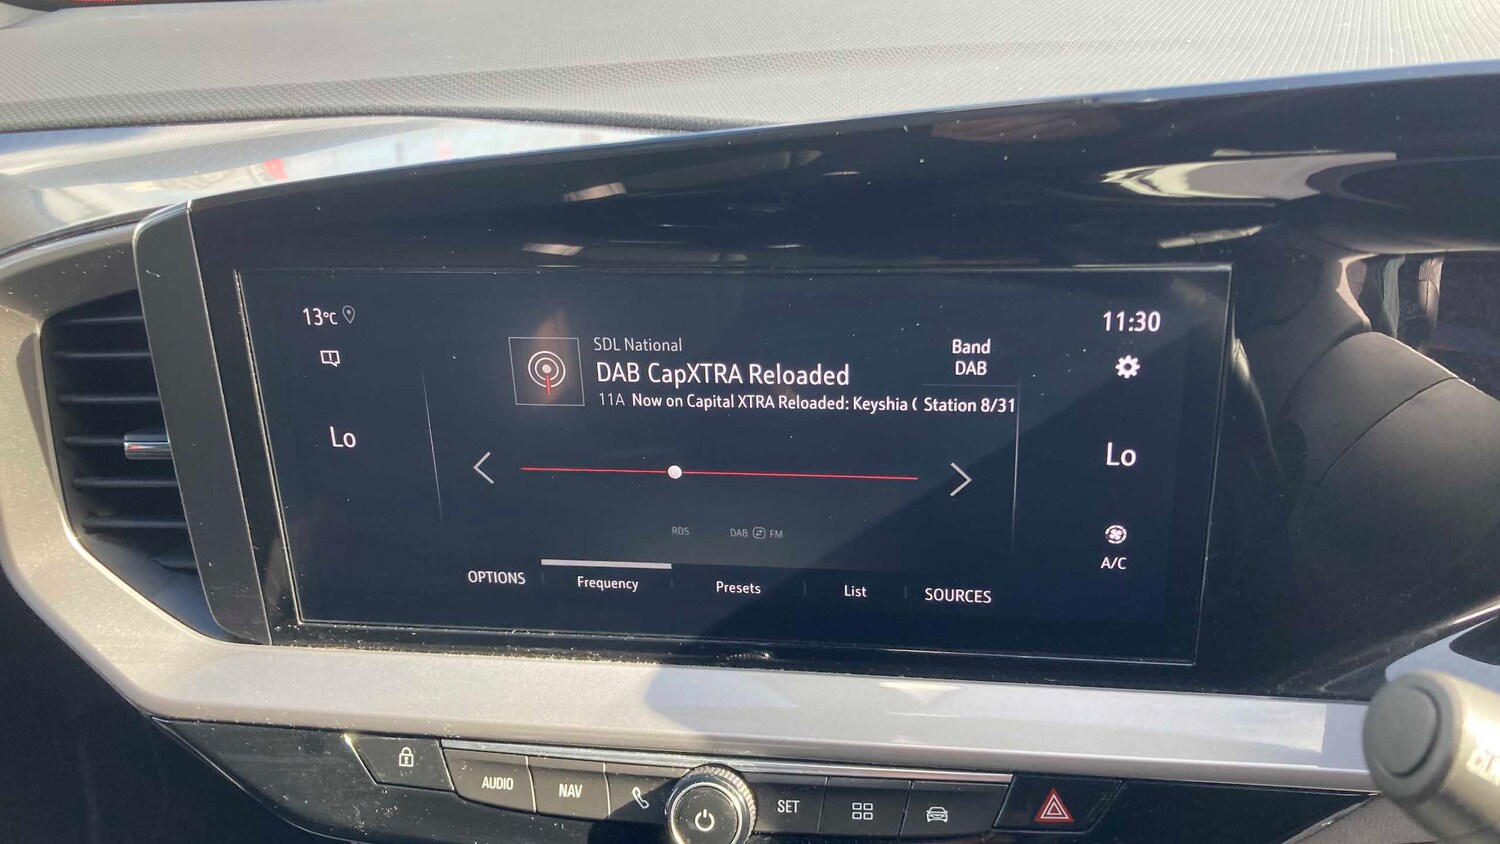 13°C
11:30
SDL National
Band
DAB
DAB CapXTRA Reloaded
11A Now on Capital XTRA Reloaded: Keyshia (
Station 8/31
Lo
Lo
RDS
DAB FM
A/C
OPTIONS
Frequency
Presets
List
SOURCES
AUDIO
NAV
SET